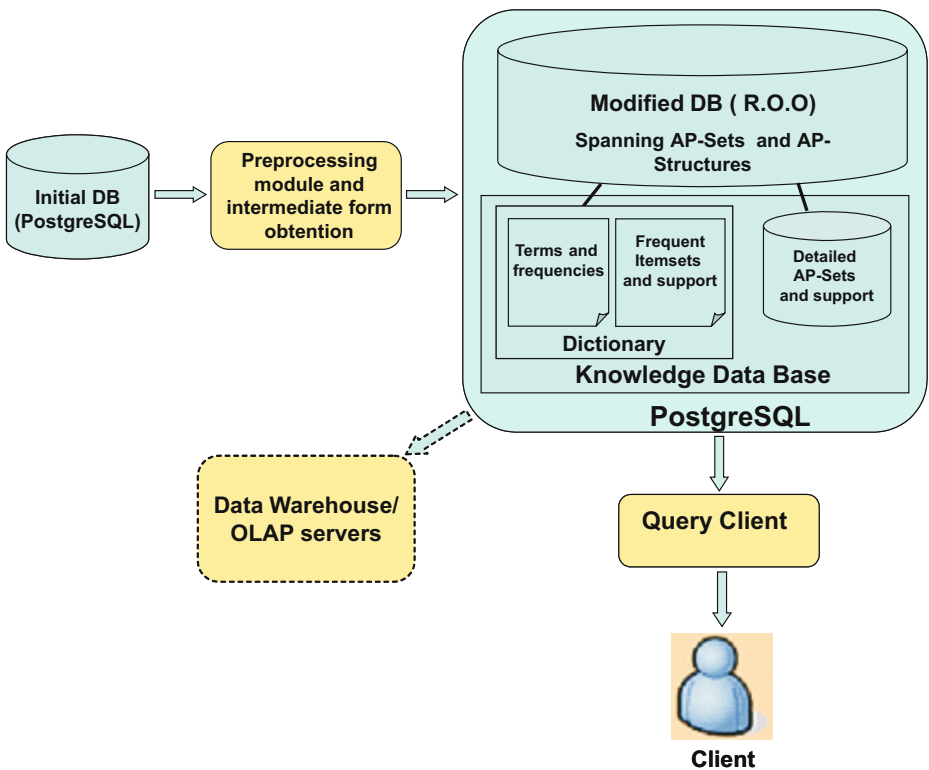 Initial DB
(PostgreSQL)
Preprocessing
module and
intermediate form
obtention
Modified DB ( R.O.O)
Spanning AP-Sets and AP-
Structures
Terms and
frequencies
Frequent
Itemsets
and support
Dictionary
Detailed
AP-Sets
and support
Knowledge Data Base
PostgreSQL
Data Warehouse/
OLAP servers
Query Client
Client